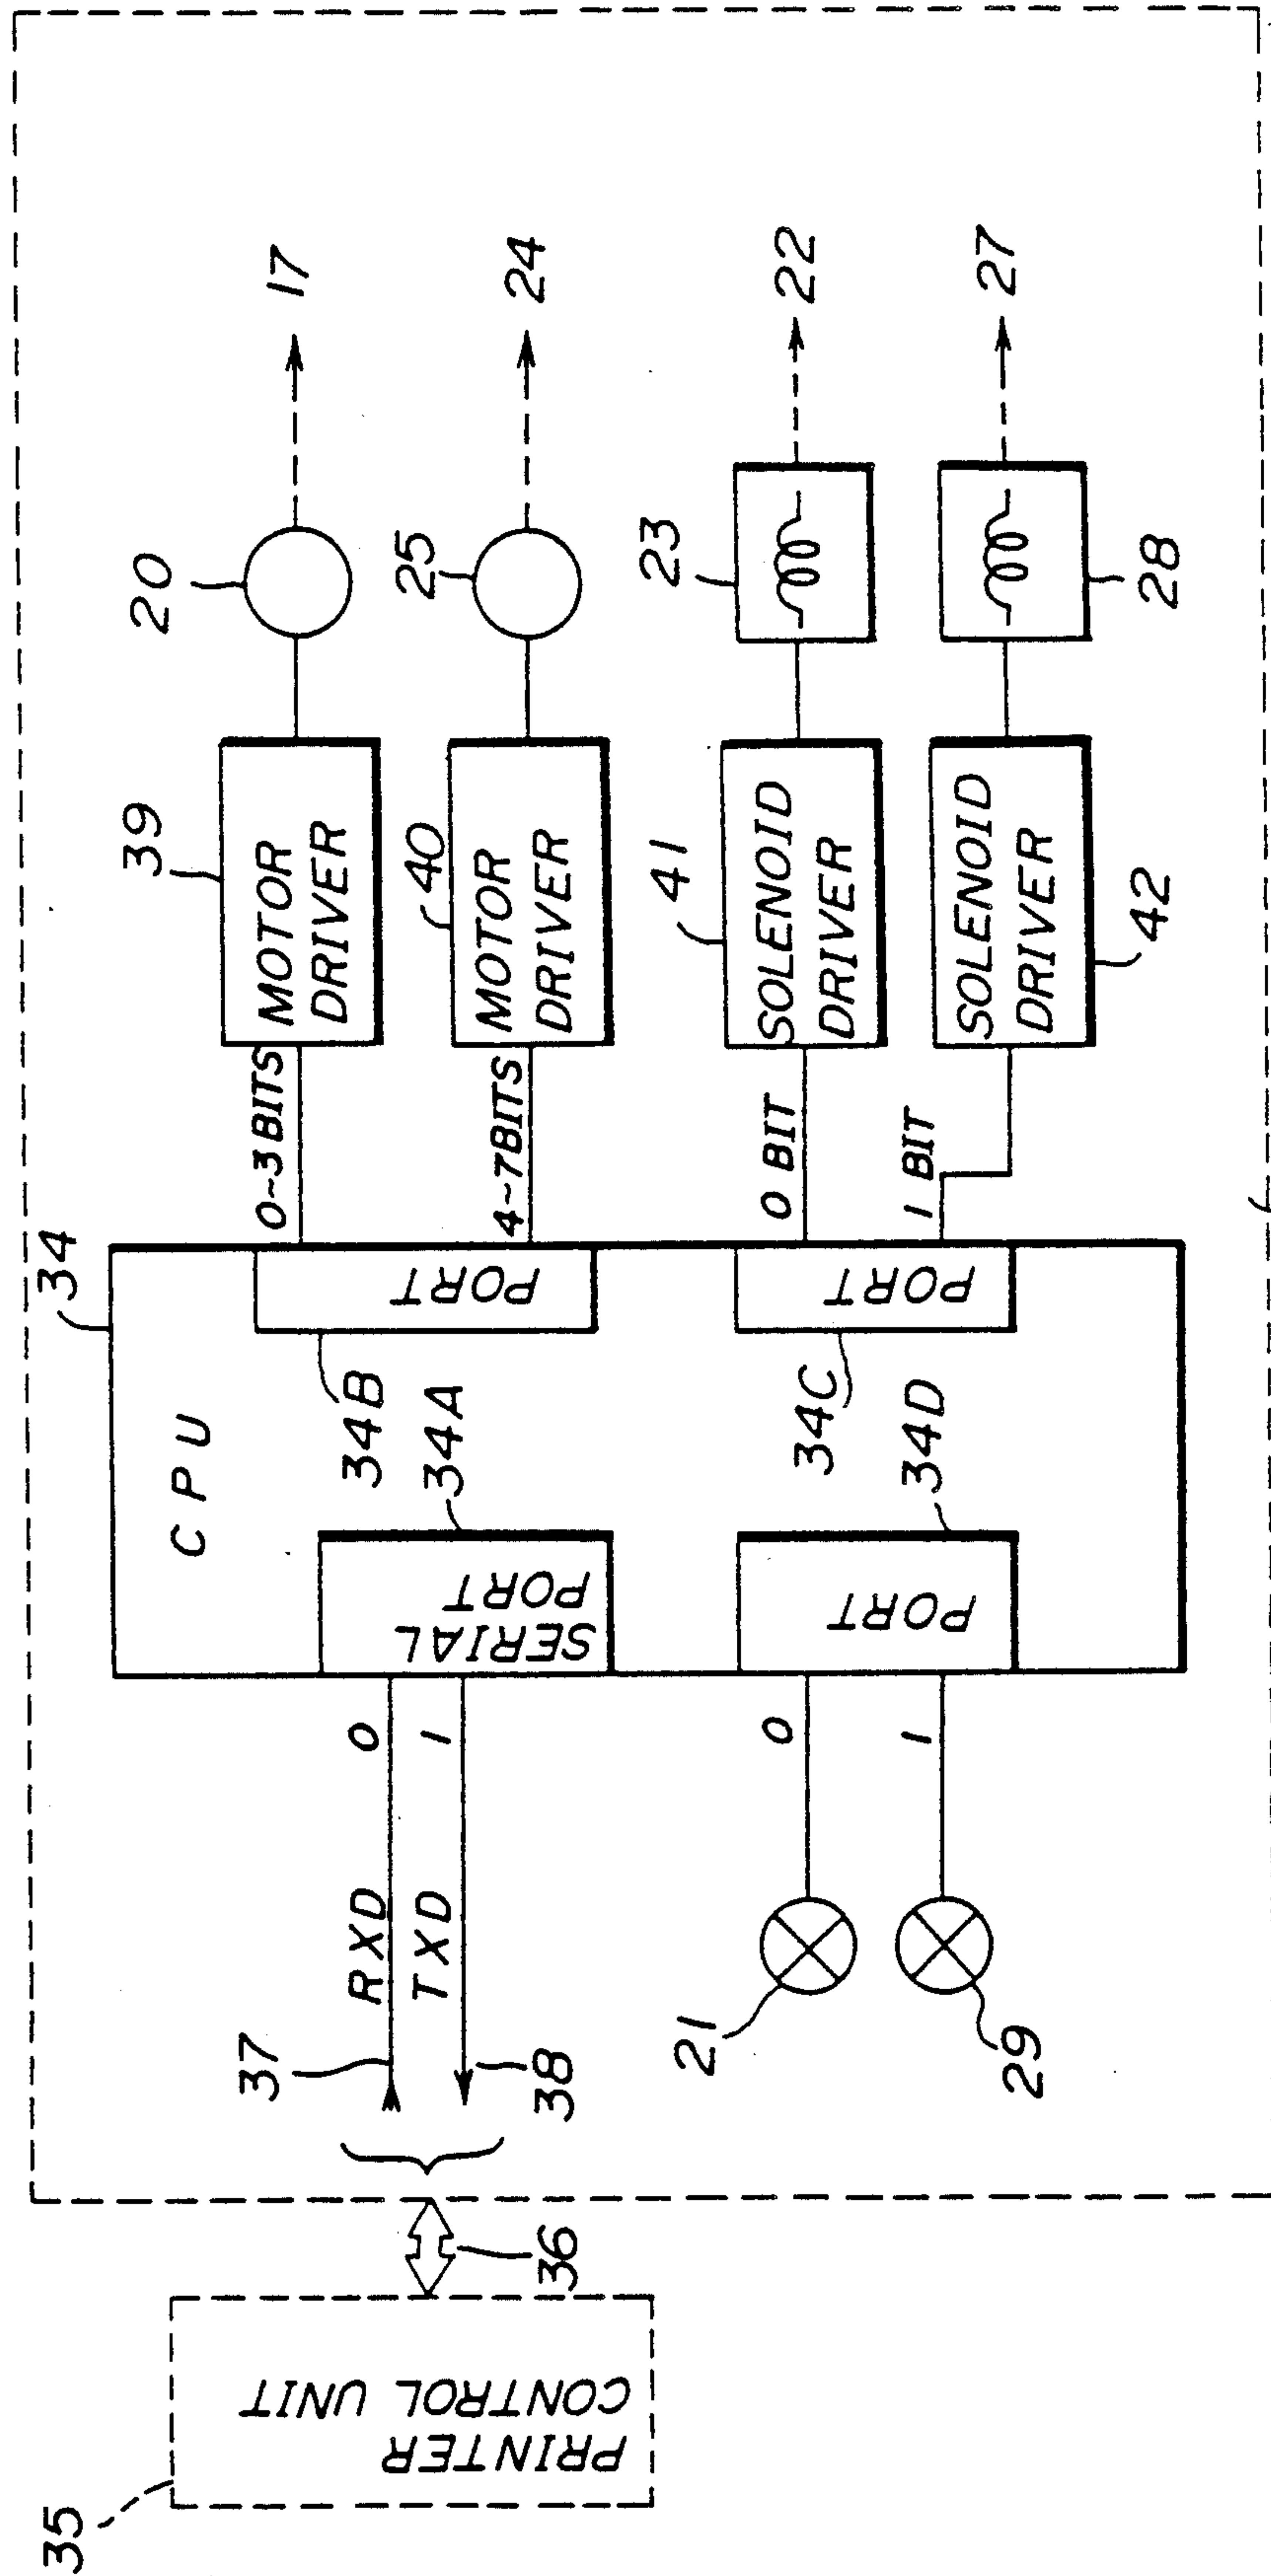 35
PRINTER
CONTROL UNIT
36
37
RXD
0
TXD
1
38
21
0
29
1
34
CPU
SERIAL
PORT
34A
34B
PORT
34C
PORT
34D
PORT
0~3 BITS
4~7 BITS
0 BIT
1 BIT
39
MOTOR
DRIVER
40
MOTOR
DRIVER
41
SOLENOID
DRIVER
42
SOLENOID
DRIVER
20
17
25
24
23
22
28
27